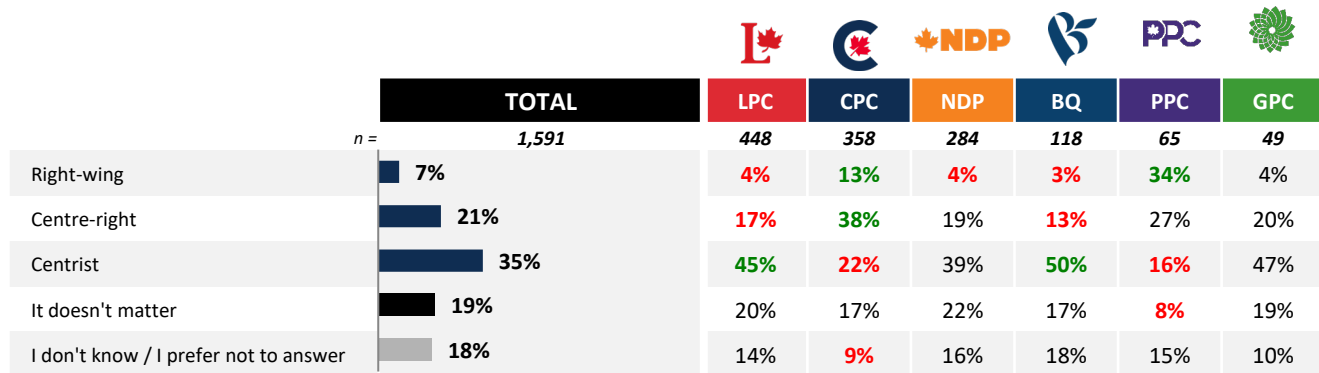 L C NDP PPC
TOTAL LPC CPC NDP BQ PPC GPC
n = 1,591 448 358 284 118 65 49
Right-wing 7% 4% 13% 4% 3% 34% 4%
Centre-right 21% 17% 38% 19% 13% 27% 20%
Centrist 35% 45% 22% 39% 50% 16% 47%
It doesn't matter 19% 20% 17% 22% 17% 8% 19%
I don't know / I prefer not to answer 18% 14% 9% 16% 18% 15% 10%